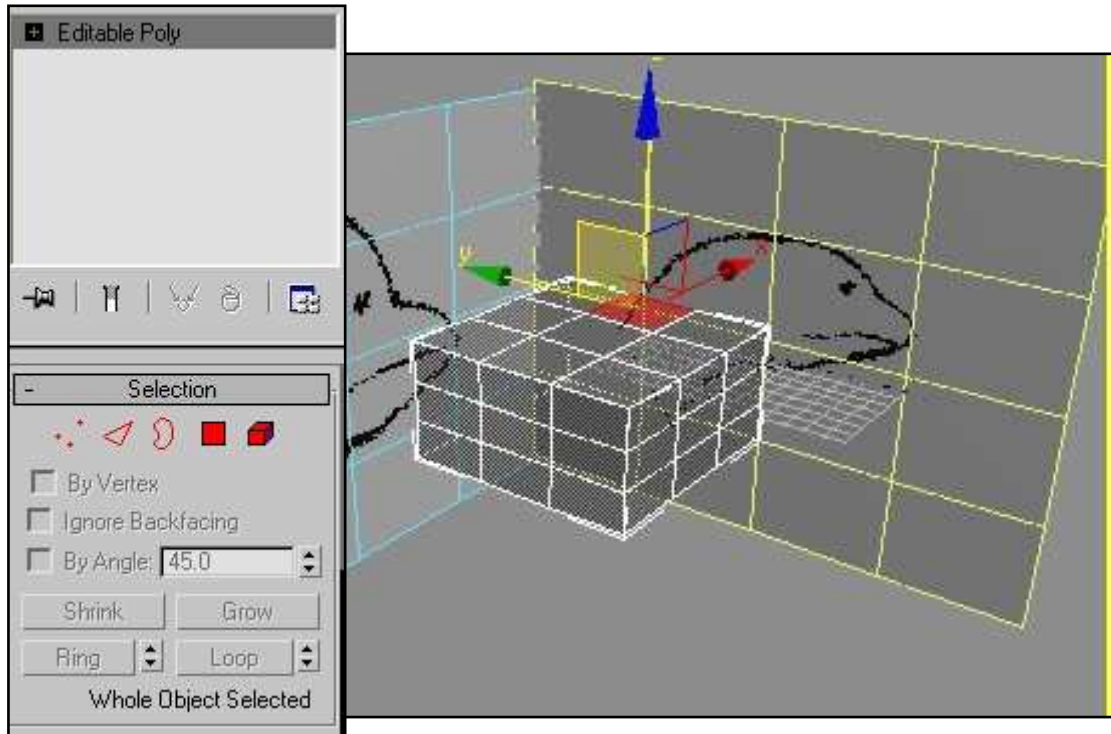 Editable Poly
- Selection
By Vertex
Ignore Backfacing
By Angle: 45.0
Shrink Grow
Ring Loop
Whole Object Selected
y
x